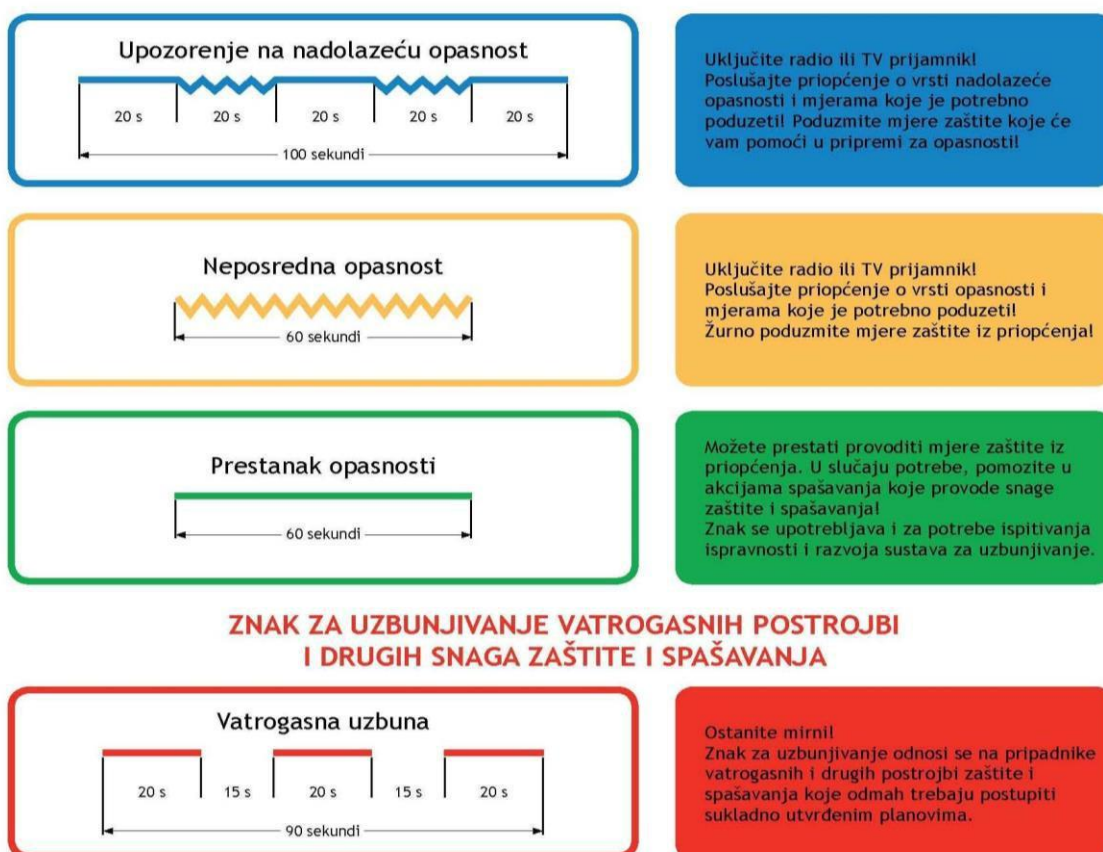 Upozorenje na nadolazeću opasnost
20 s 20 s 20 s 20 s 20 s
100 sekundi
Uključite radio ili TV prijamnik!
Poslušajte priopćenje o vrsti nadolazeće
opasnosti i mjerama koje je potrebno
poduzeti! Poduzmite mjere zaštite koje će
vam pomoći u pripremi za opasnosti!
Neposredna opasnost
60 sekundi
Uključite radio ili TV prijamnik!
Poslušajte priopćenje o vrsti opasnosti i
mjerama koje je potrebno poduzeti!
Žurno poduzmite mjere zaštite iz priopćenja!
Prestanak opasnosti
60 sekundi
Možete prestati provoditi mjere zaštite iz
priopćenja. U slučaju potrebe, pomozite u
akcijama spašavanja koje provode snage
zaštite i spašavanja!
Znak se upotrebljava i za potrebe ispitivanja
ispravnosti i razvoja sustava za uzbunjivanje.
ZNAK ZA UZBUNJIVANJE VATROGASNIH POSTROJBI
I DRUGIH SNAGA ZAŠTITE I SPAŠAVANJA
Vatrogasna uzbuna
20 s 15 s 20 s 15 s 20 s
90 sekundi
Ostanite mirni!
Znak za uzbunjivanje odnosi se na pripadnike
vatrogasnih i drugih postrojbi zaštite i
spašavanja koje odmah trebaju postupiti
sukladno utvrđenim planovima.